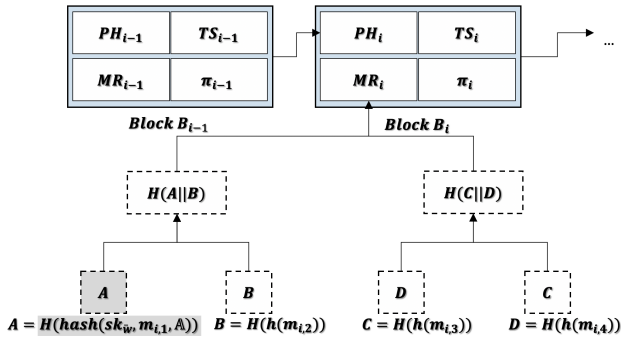 PH_{i-1} TS_{i-1} PH_i TS_i ...
MR_{i-1} π_{i-1} MR_i π_i
Block B_{i-1} Block B_i
H(A||B) H(C||D)
A B D C
A = H(hash(sk_{ẅ}, m_{i,1}, 𝔸)) B = H(h(m_{i,2})) C = H(h(m_{i,3})) D = H(h(m_{i,4}))